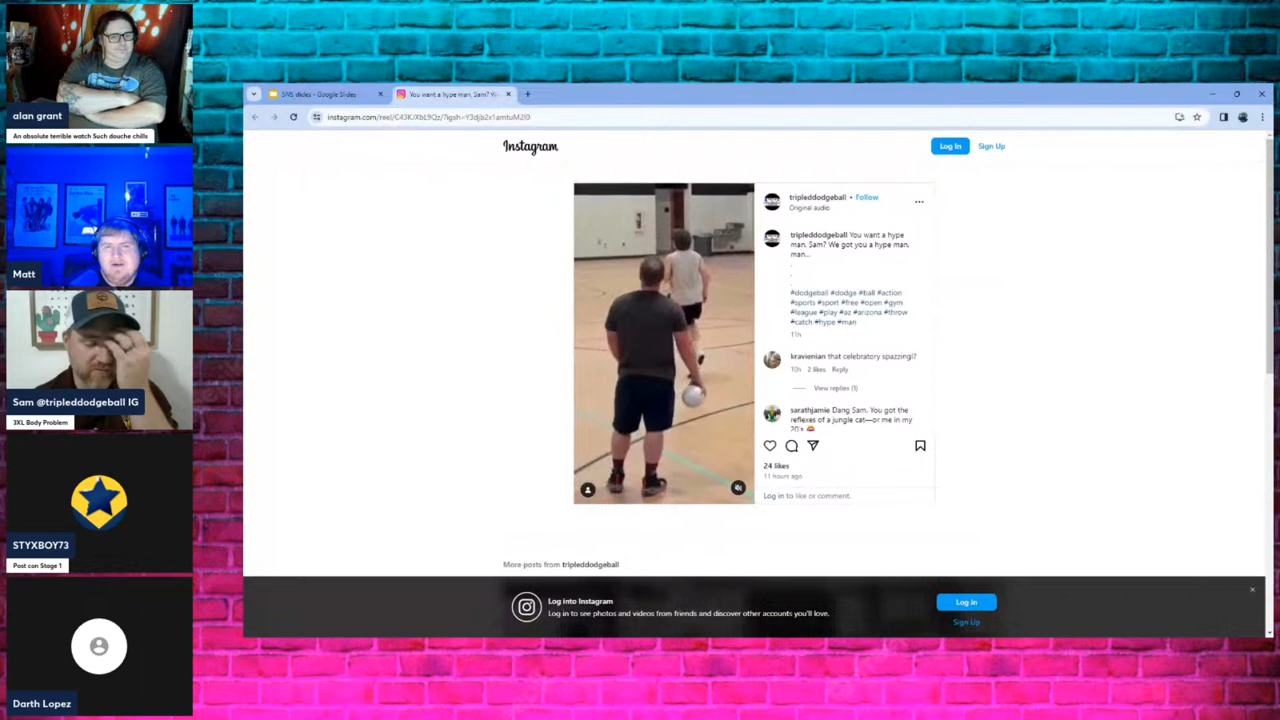 alan grant
An absolute terrible watch Such douche chills
Matt
Sam @tripleddodgeball IG
3XL Body Problem
STYXBOY73
Post con Stage 1
Darth Lopez
SNS slides - Google Slides
You want a hype man, Sam? We
Instagram
Log In
Sign Up
tripleddodgeball • Follow
Original audio
tripleddodgeball You want a hype
man, Sam? We got you a hype man,
man...
.
.
.
#dodgeball #dodge #ball #action
#sports #sport #free #open #gym
#league #play #az #arizona #throw
#catch #hype #man
11h
kravienian that celebratory spazzing!?
10h 2 likes Reply
View replies (1)
sarathjamie Dang Sam. You got the
reflexes of a jungle cat—or me in my
20's
24 likes
11 hours ago
Log in to like or comment.
More posts from tripleddodgeball
Log into Instagram
Log in to see photos and videos from friends and discover other accounts you'll love.
Log In
Sign Up